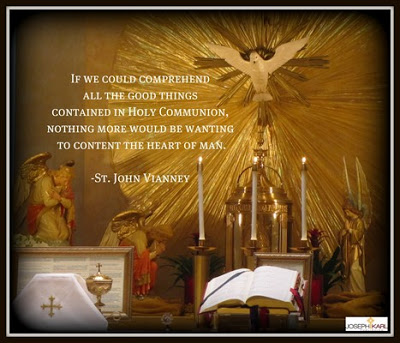 If we could comprehend
all the good things
contained in Holy Communion,
nothing more would be wanting
to content the heart of man.
-St. John Vianney
JOSEPH KARL